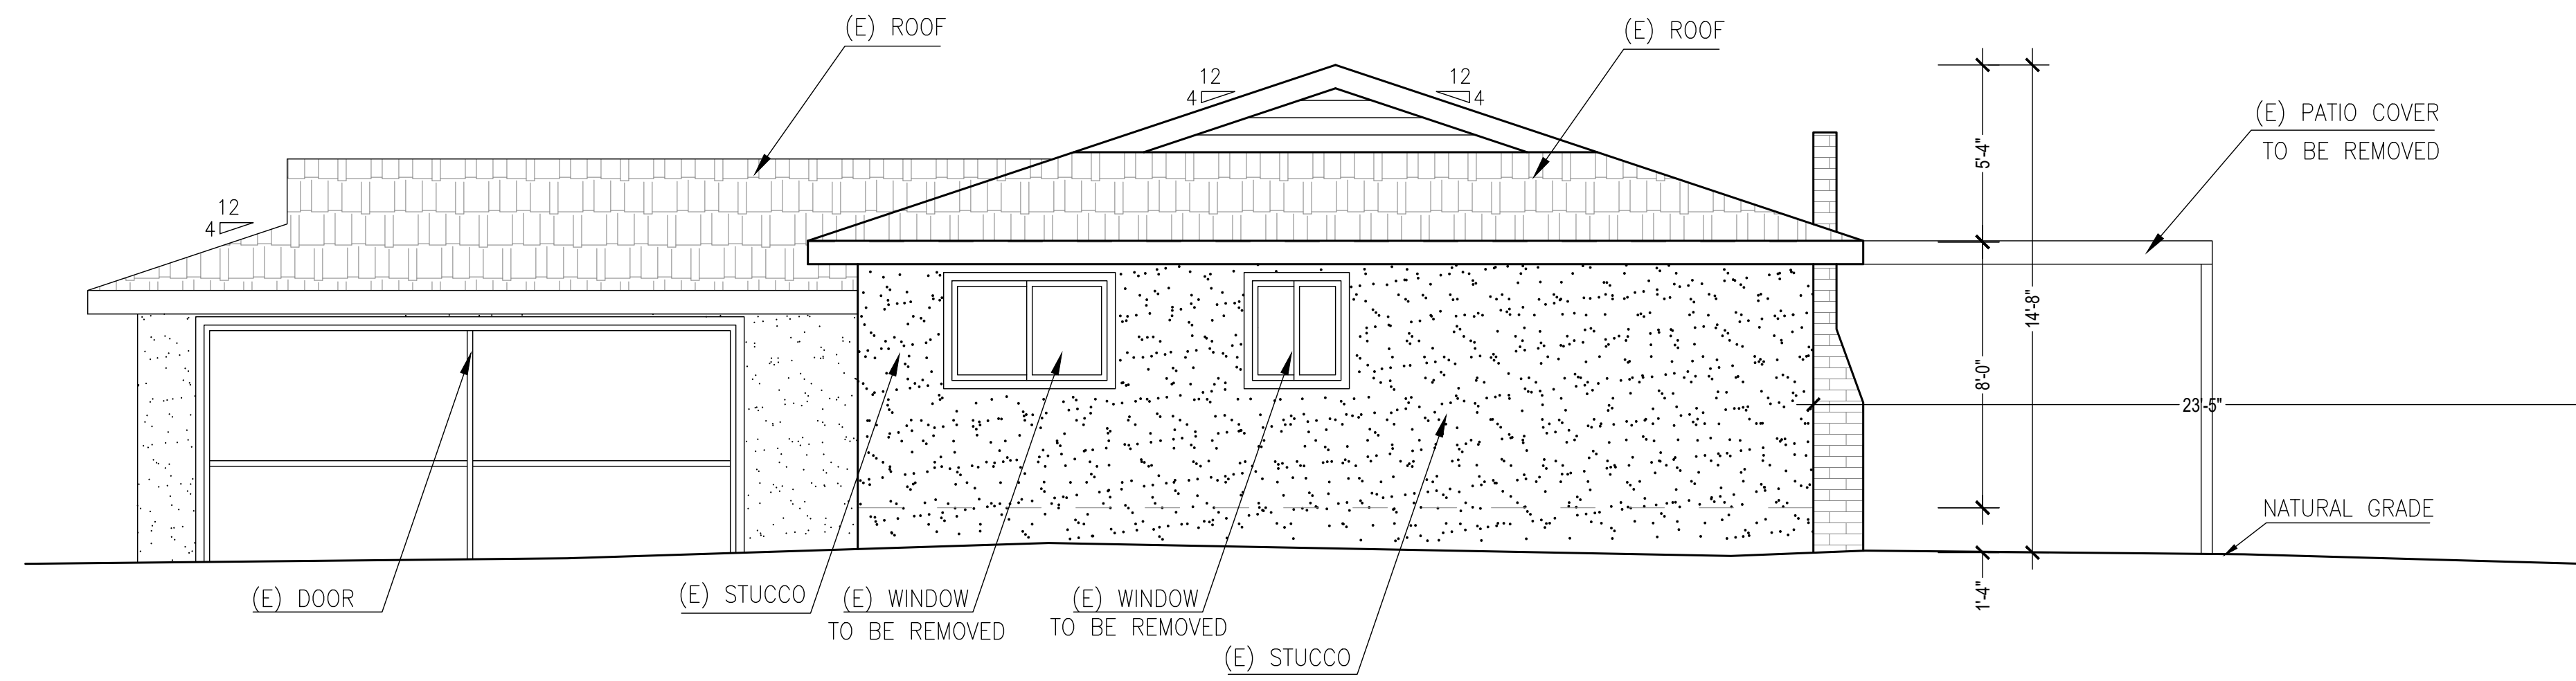 (E) ROOF
(E) ROOF
12
4
12
4
(E) PATIO COVER
TO BE REMOVED
5'-4"
12
4
14'-8"
8'-0"
23'-5"
NATURAL GRADE
(E) DOOR
(E) STUCCO
(E) WINDOW
TO BE REMOVED
(E) WINDOW
TO BE REMOVED
1'-4"
(E) STUCCO